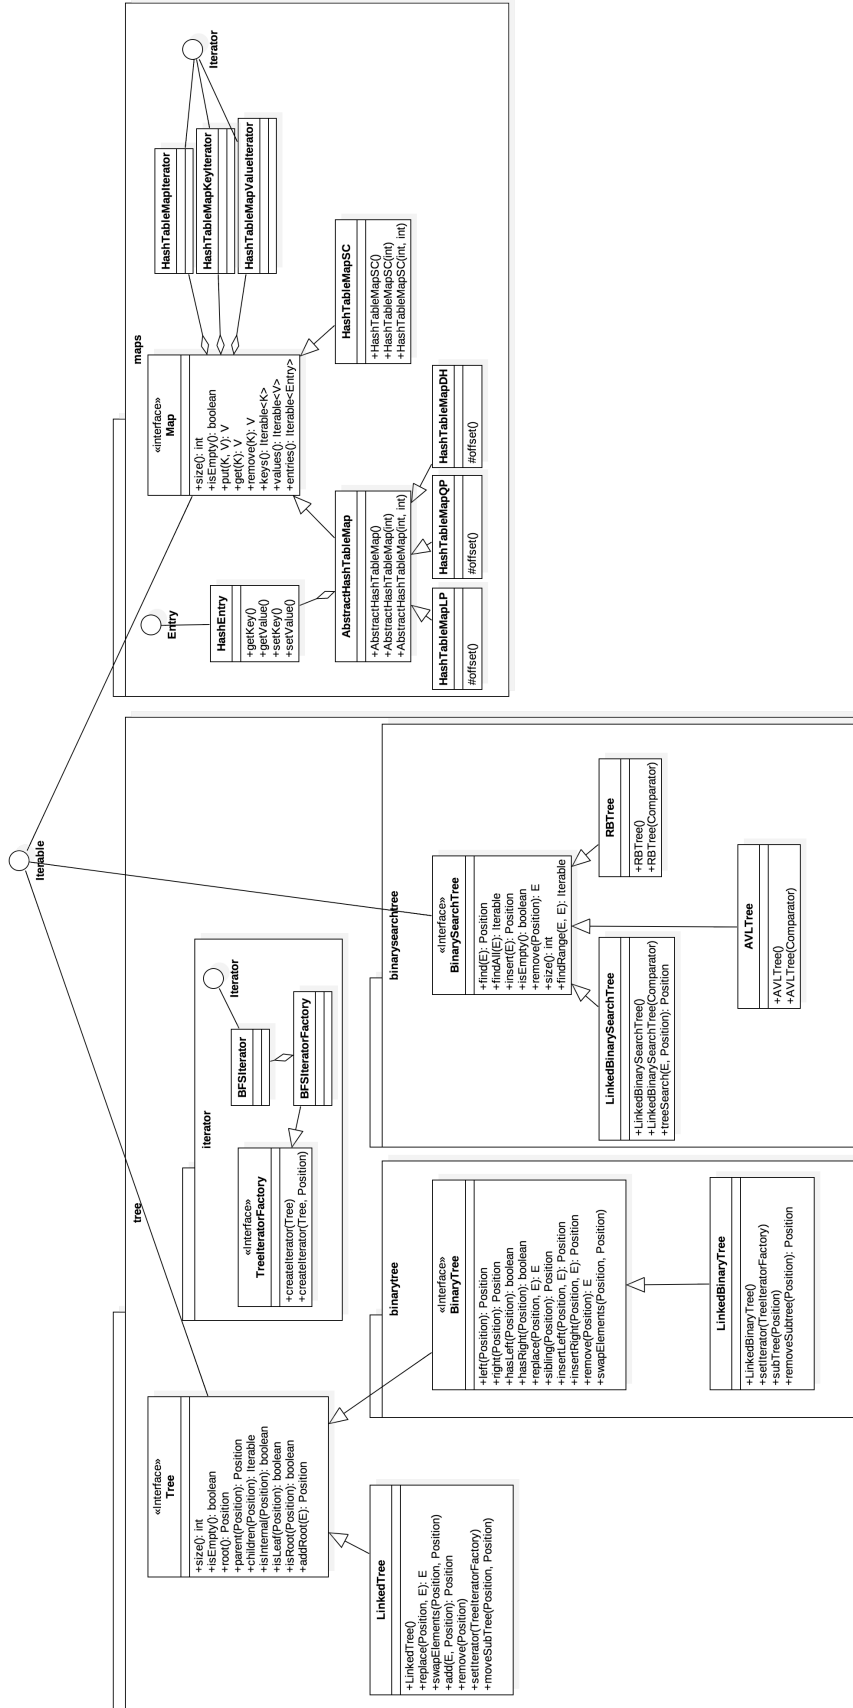 Iterable
tree
«Interface»
Tree
+size(): int
+isEmpty(): boolean
+root(): Position
+parent(Position): Position
+children(Position): Iterable
+isInternal(Position): boolean
+isLeaf(Position): boolean
+isRoot(Position): boolean
+addRoot(E): Position
LinkedTree
+LinkedTree()
+replace(Position, E): E
+swapElements(Position, Position)
+add(E, Position): Position
+remove(Position)
+setIterator(TreeIteratorFactory)
+moveSubTree(Position, Position)
iterator
«Interface»
TreeIteratorFactory
+createIterator(Tree)
+createIterator(Tree, Position)
BFSIterator
BFSIteratorFactory
Iterator
binarytree
«Interface»
BinaryTree
+left(Position): Position
+right(Position): Position
+hasLeft(Position): boolean
+hasRight(Position): boolean
+replace(Position, E): E
+sibling(Position): Position
+insertLeft(Position, E): Position
+insertRight(Position, E): Position
+remove(Position): E
+swapElements(Position, Position)
LinkedBinaryTree
+LinkedBinaryTree()
+setIterator(TreeIteratorFactory)
+subTree(Position)
+removeSubtree(Position): Position
binarysearchtree
«Interface»
BinarySearchTree
+find(E): Position
+findAll(E): Iterable
+insert(E): Position
+isEmpty(): boolean
+remove(Position): E
+size(): int
+findRange(E, E): Iterable
LinkedBinarySearchTree
+LinkedBinarySearchTree()
+LinkedBinarySearchTree(Comparator)
+treeSearch(E, Position): Position
AVLTree
+AVLTree()
+AVLTree(Comparator)
RBTree
+RBTree()
+RBTree(Comparator)
maps
Entry
HashEntry
+getKey()
+getValue()
+setKey()
+setValue()
«interface»
Map
+size(): int
+isEmpty(): boolean
+put(K, V): V
+get(K): V
+remove(K): V
+keys(): Iterable<K>
+values(): Iterable<V>
+entries(): Iterable<Entry>
HashTableMapIterator
HashTableMapKeyIterator
HashTableMapValueIterator
Iterator
AbstractHashTableMap
+AbstractHashTableMap()
+AbstractHashTableMap(int)
+AbstractHashTableMap(int, int)
HashTableMapSC
+HashTableMapSC()
+HashTableMapSC(int)
+HashTableMapSC(int, int)
HashTableMapLP
#offset()
HashTableMapQP
#offset()
HashTableMapDH
#offset()